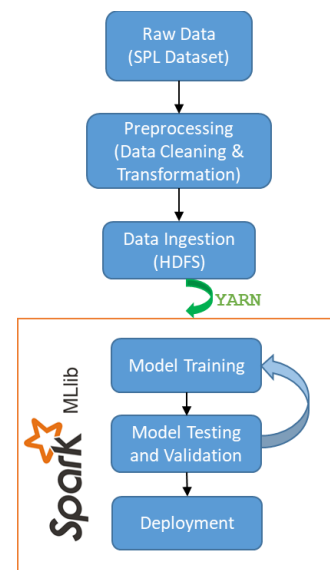 Raw Data
(SPL Dataset)
Preprocessing
(Data Cleaning &
Transformation)
Data Ingestion
(HDFS)
YARN
Model Training
Model Testing
and Validation
Deployment
Spark
MLlib